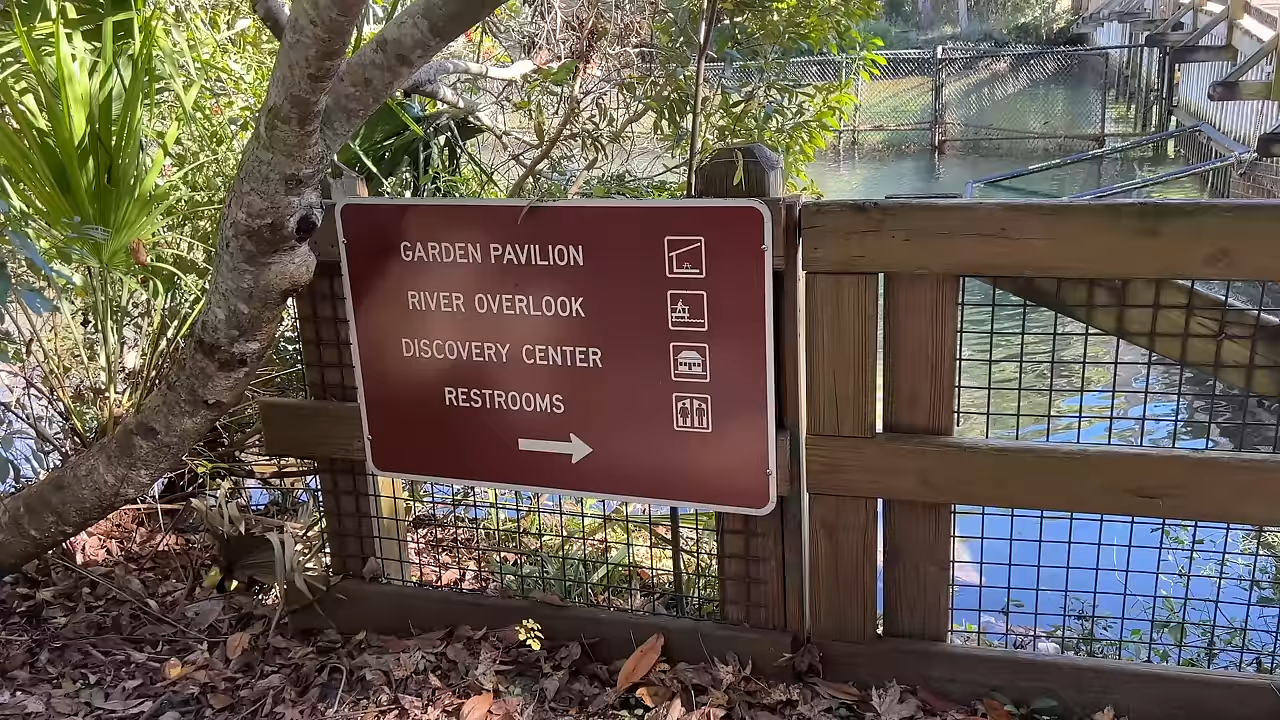 GARDEN PAVILION
RIVER OVERLOOK
DISCOVERY CENTER
RESTROOMS